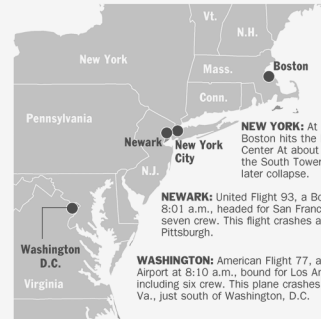 Vt.
N.H.
New York
Mass.
Boston
Conn.
Pennsylvania
Newark
New York
City
N.J.
NEW YORK: At
Boston hits the
Center At about
the South Tower
later collapse.
NEWARK: United Flight 93, a Bo
8:01 a.m., headed for San Franc
seven crew. This flight crashes a
Pittsburgh.
Washington
D.C.
Virginia
WASHINGTON: American Flight 77, a
Airport at 8:10 a.m., bound for Los An
including six crew. This plane crashes
Va., just south of Washington, D.C.